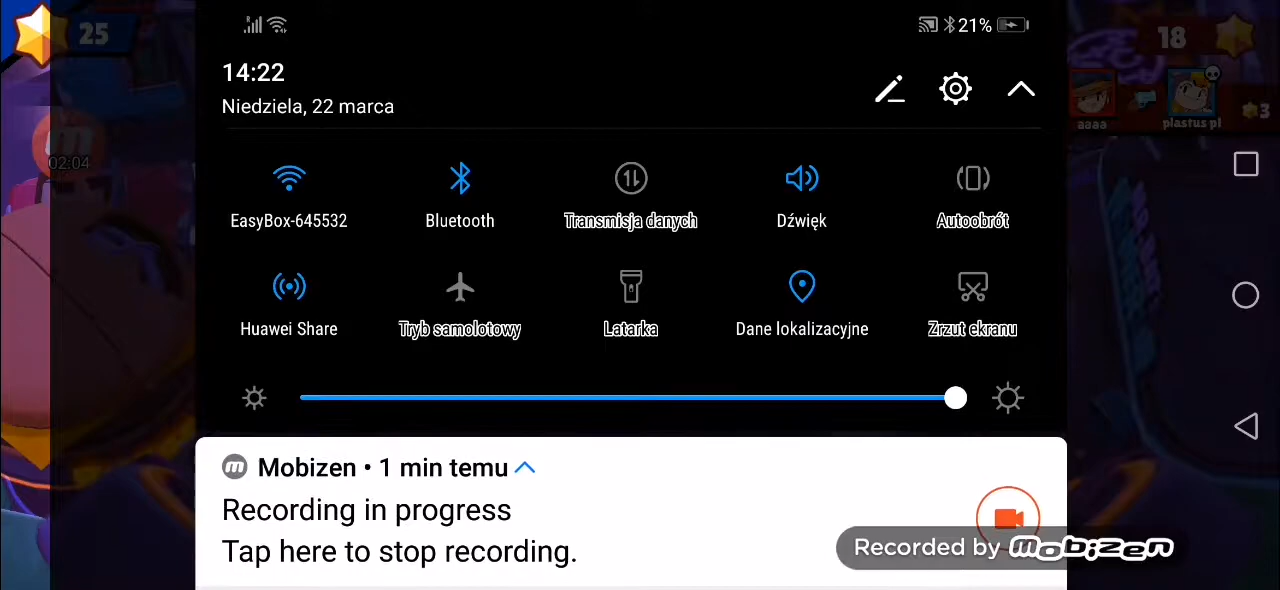 25
21%
18
14:22
Niedziela, 22 marca
aaaa
plastus pl
3
02:04
EasyBox-645532
Bluetooth
Transmisja danych
Dźwięk
Autoobrót
Huawei Share
Tryb samolotowy
Latarka
Dane lokalizacyjne
Zrzut ekranu
m Mobizen • 1 min temu
Recording in progress
Tap here to stop recording.
Recorded by mobizen